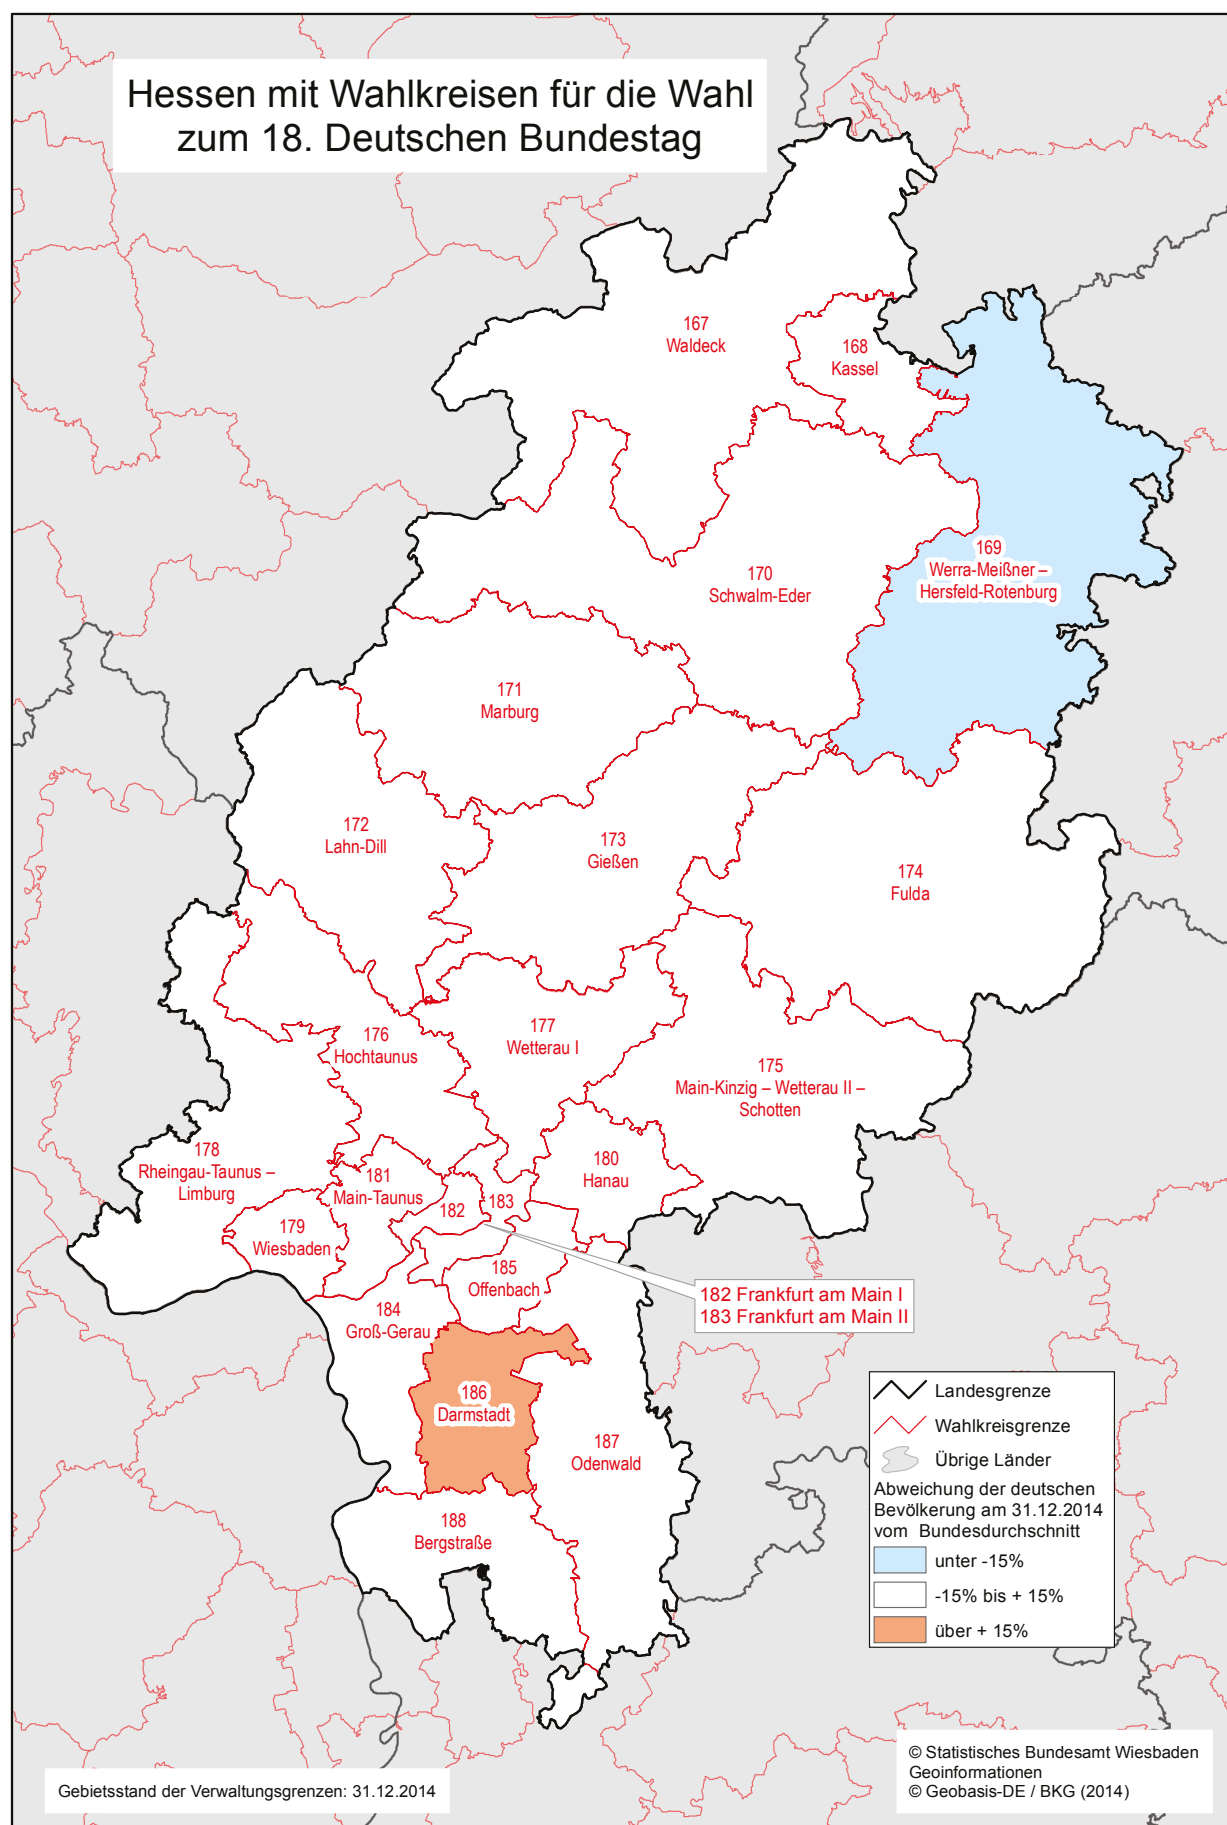 Hessen mit Wahlkreisen für die Wahl
zum 18. Deutschen Bundestag
167
Waldeck
168
Kassel
169
Werra-Meißner –
Hersfeld-Rotenburg
170
Schwalm-Eder
171
Marburg
172
Lahn-Dill
173
Gießen
174
Fulda
176
Hochtaunus
177
Wetterau I
175
Main-Kinzig – Wetterau II –
Schotten
178
Rheingau-Taunus –
Limburg
179
Wiesbaden
180
Hanau
181
Main-Taunus
182
183
185
Offenbach
182 Frankfurt am Main I
183 Frankfurt am Main II
184
Groß-Gerau
186
Darmstadt
187
Odenwald
188
Bergstraße
Landesgrenze
Wahlkreisgrenze
Übrige Länder
Abweichung der deutschen
Bevölkerung am 31.12.2014
vom Bundesdurchschnitt
unter -15%
-15% bis + 15%
über + 15%
Gebietsstand der Verwaltungsgrenzen: 31.12.2014
© Statistisches Bundesamt Wiesbaden
Geoinformationen
© Geobasis-DE / BKG (2014)